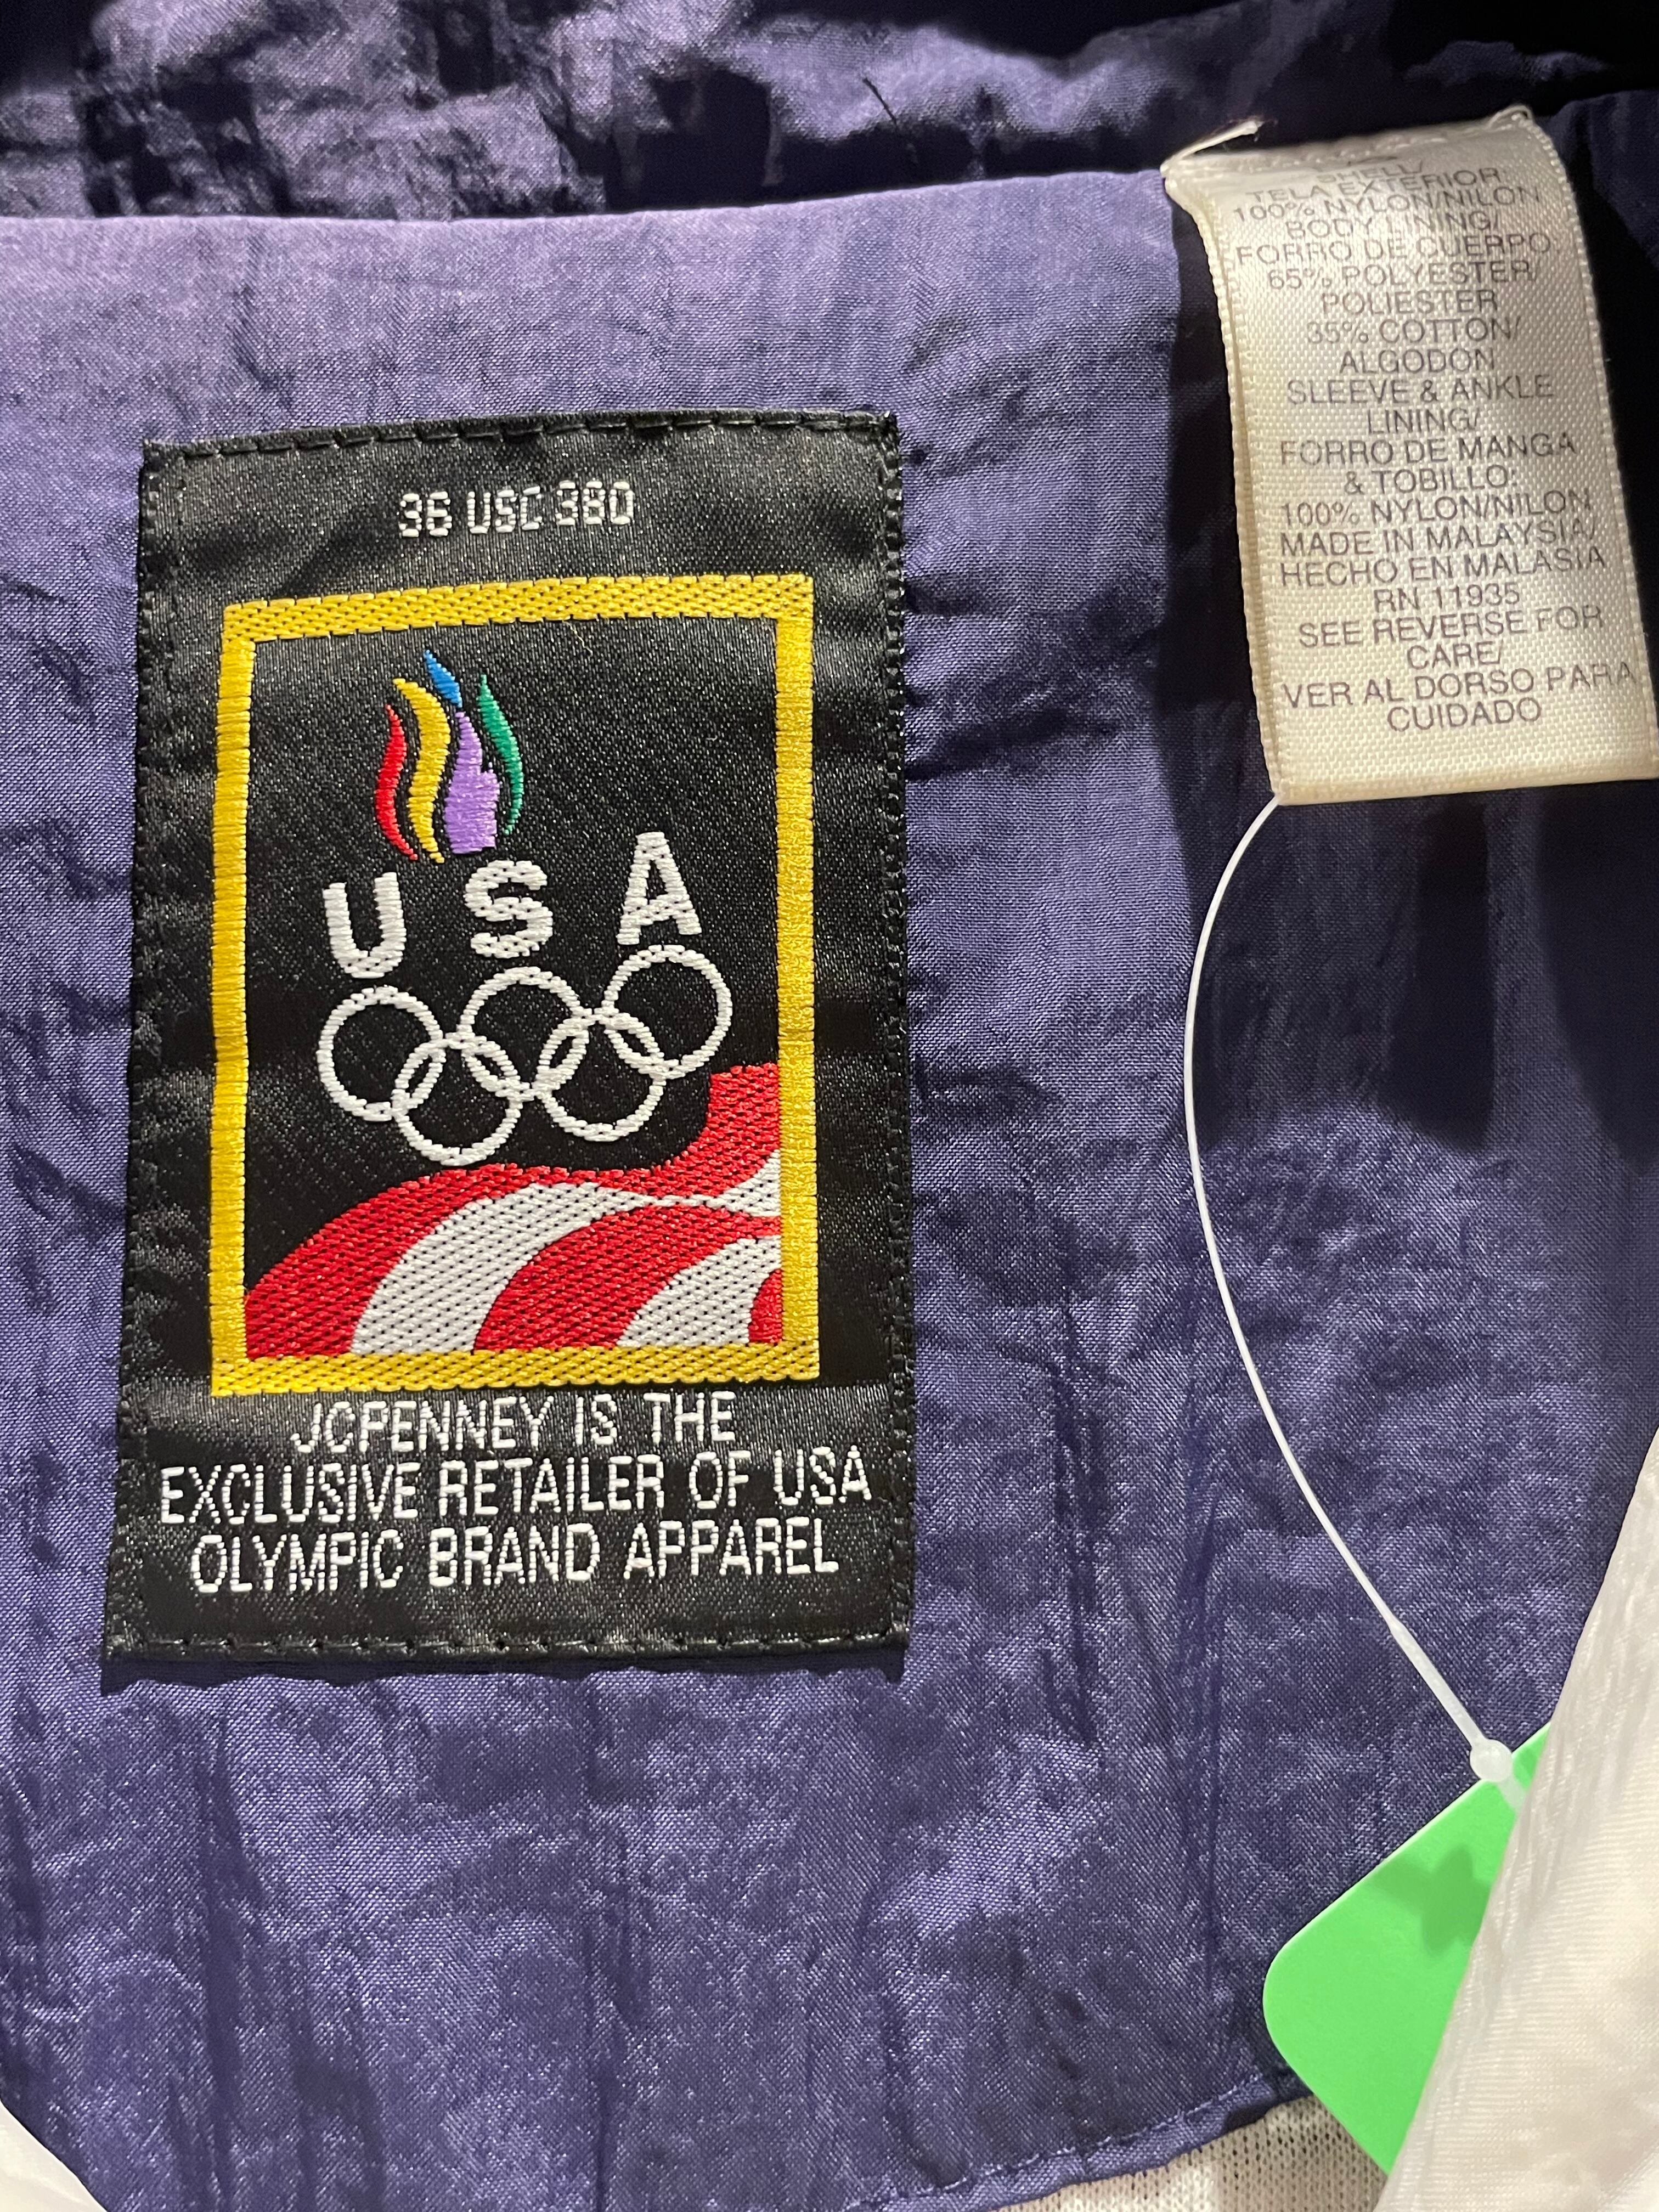 36 USC 380
USA
JCPENNEY IS THE
EXCLUSIVE RETAILER OF USA
OLYMPIC BRAND APPAREL
SHELL/
TELA EXTERIOR
100% NYLON/NILON
BODY LINING/
FORRO DE CUERPO
65% POLYESTER/
POLIESTER
35% COTTON/
ALGODON
SLEEVE & ANKLE
LINING/
FORRO DE MANGA
& TOBILLO:
100% NYLON/NILON
MADE IN MALAYSIA/
HECHO EN MALASIA
RN 11935
SEE REVERSE FOR
CARE/
VER AL DORSO PARA
CUIDADO